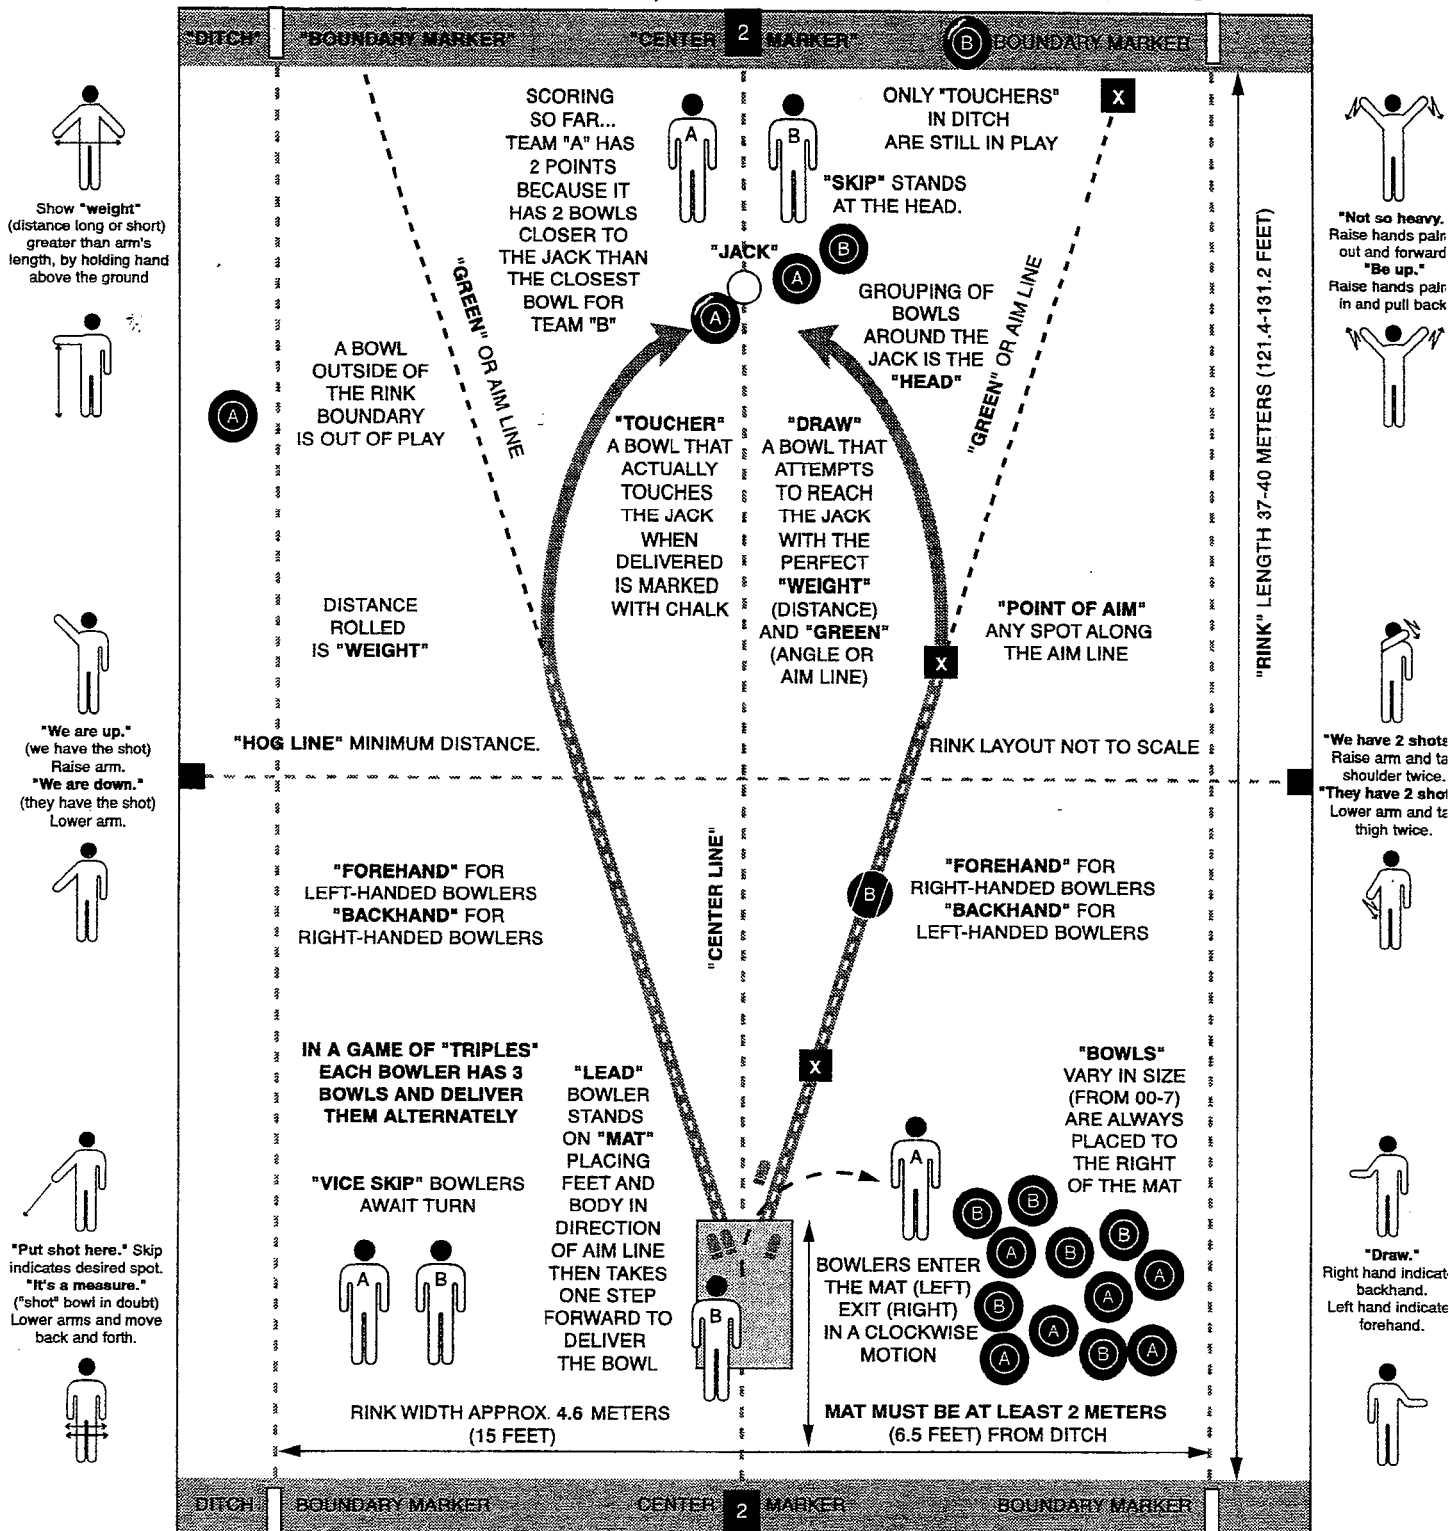 "DITCH" "BOUNDARY MARKER" "CENTER 2 MARKER" B BOUNDARY MARKER
Show "weight"
(distance long or short)
greater than arm's
length, by holding hand
above the ground
"We are up."
(we have the shot)
Raise arm.
"We are down."
(they have the shot)
Lower arm.
"Put shot here." Skip
indicates desired spot.
"It's a measure."
("shot" bowl in doubt)
Lower arms and move
back and forth.
SCORING
SO FAR...
TEAM "A" HAS
2 POINTS
BECAUSE IT
HAS 2 BOWLS
CLOSER TO
THE JACK THAN
THE CLOSEST
BOWL FOR
TEAM "B"
A
B
ONLY "TOUCHERS"
IN DITCH
ARE STILL IN PLAY
X
"SKIP" STANDS
AT THE HEAD.
"JACK"
B
A
A
GROUPING OF
BOWLS
AROUND THE
JACK IS THE
"HEAD"
"GREEN" OR AIM LINE
"GREEN" OR AIM LINE
A BOWL
OUTSIDE OF
THE RINK
BOUNDARY
IS OUT OF PLAY
A
"TOUCHER"
A BOWL THAT
ACTUALLY
TOUCHES
THE JACK
WHEN
DELIVERED
IS MARKED
WITH CHALK
"DRAW"
A BOWL THAT
ATTEMPTS
TO REACH
THE JACK
WITH THE
PERFECT
"WEIGHT"
(DISTANCE)
AND "GREEN"
(ANGLE OR
AIM LINE)
DISTANCE
ROLLED
IS "WEIGHT"
"POINT OF AIM"
ANY SPOT ALONG
THE AIM LINE
X
"HOG LINE" MINIMUM DISTANCE.
RINK LAYOUT NOT TO SCALE
"CENTER LINE"
"FOREHAND" FOR
LEFT-HANDED BOWLERS
"BACKHAND" FOR
RIGHT-HANDED BOWLERS
B
"FOREHAND" FOR
RIGHT-HANDED BOWLERS
"BACKHAND" FOR
LEFT-HANDED BOWLERS
IN A GAME OF "TRIPLES"
EACH BOWLER HAS 3
BOWLS AND DELIVER
THEM ALTERNATELY
X
"VICE SKIP" BOWLERS
AWAIT TURN
A
B
"LEAD"
BOWLER
STANDS
ON "MAT"
PLACING
FEET AND
BODY IN
DIRECTION
OF AIM LINE
THEN TAKES
ONE STEP
FORWARD TO
DELIVER
THE BOWL
B
A
"BOWLS"
VARY IN SIZE
(FROM 00-7)
ARE ALWAYS
PLACED TO
THE RIGHT
OF THE MAT
BOWLERS ENTER
THE MAT (LEFT)
EXIT (RIGHT)
IN A CLOCKWISE
MOTION
B
B
A
B
B
A
A
B
A
A
B
A
RINK WIDTH APPROX. 4.6 METERS
(15 FEET)
MAT MUST BE AT LEAST 2 METERS
(6.5 FEET) FROM DITCH
"RINK" LENGTH 37-40 METERS (121.4-131.2 FEET)
"Not so heavy.
Raise hands
out and forward
"Be up."
Raise hands
in and pull back
"We have 2 shots
Raise arm and
shoulder twice.
"They have 2
Lower arm and
thigh twice.
"Draw."
Right hand
backhand.
Left hand indicate
forehand.
DITCH BOUNDARY MARKER CENTER 2 MARKER BOUNDARY MARKER